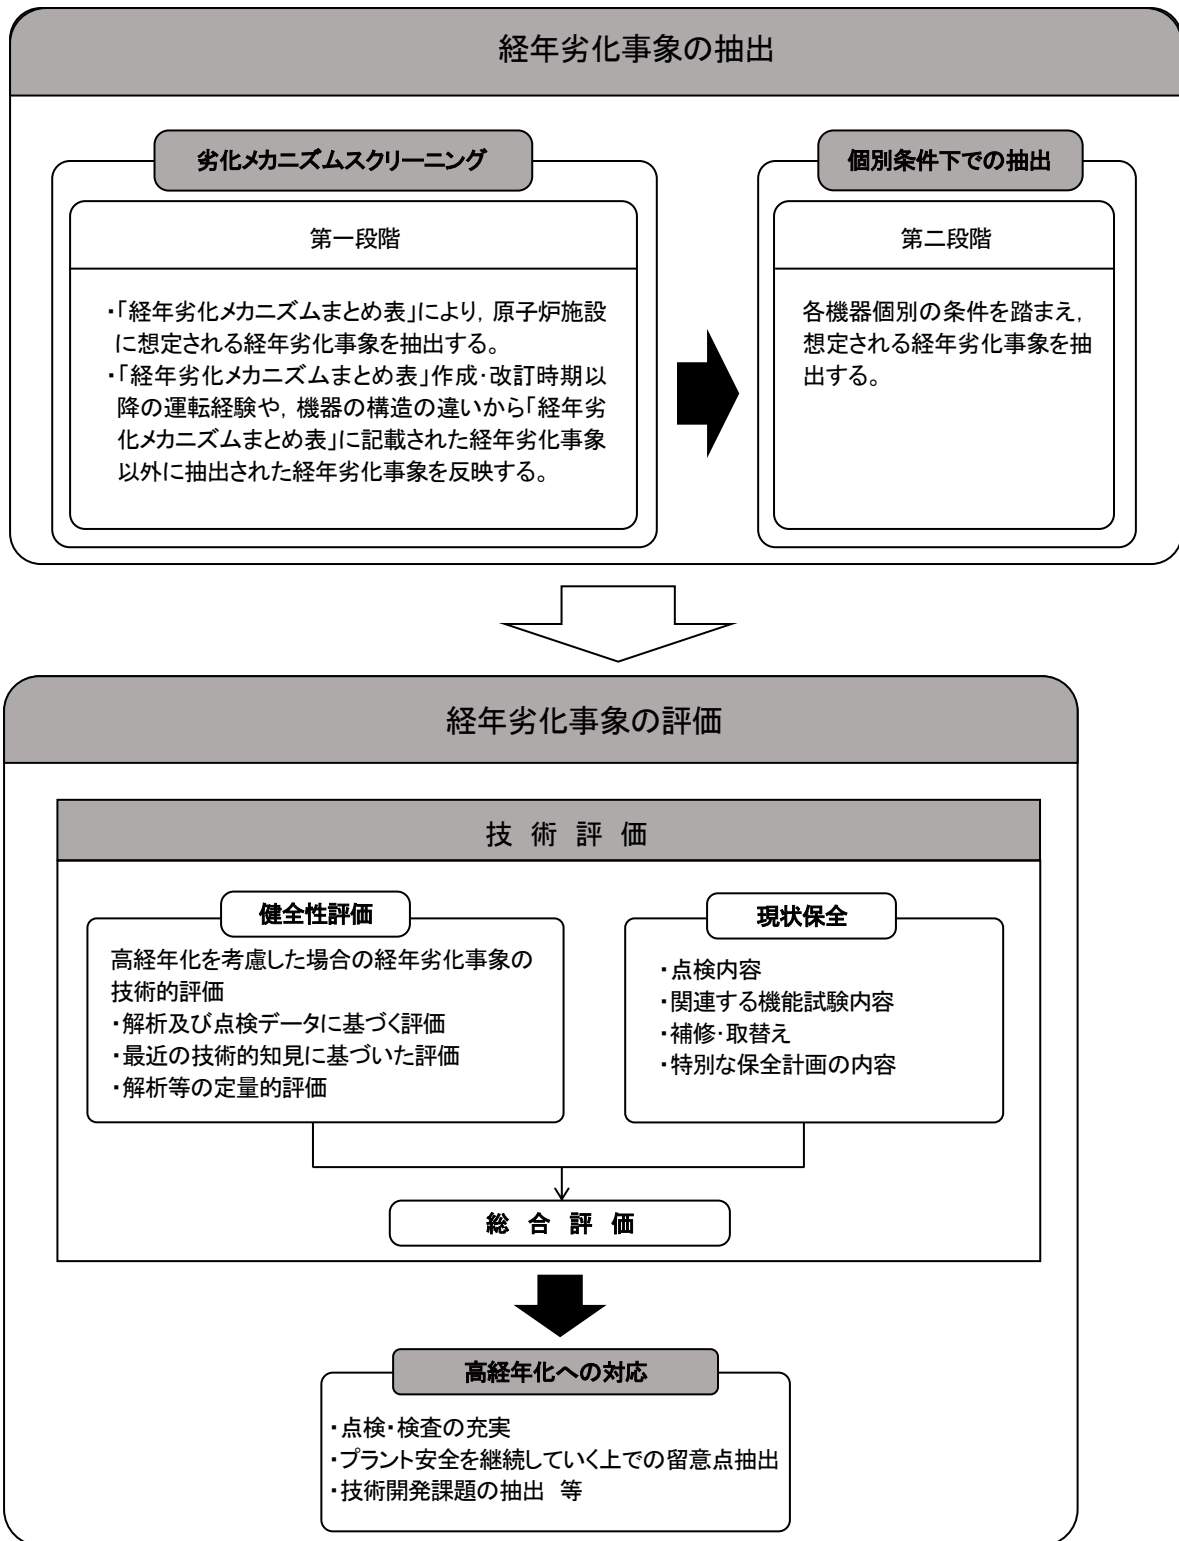 経年劣化事象の抽出
劣化メカニズムスクリーニング
第一段階
・「経年劣化メカニズムまとめ表」により, 原子炉施設
に想定される経年劣化事象を抽出する。
・「経年劣化メカニズムまとめ表」作成・改訂時期以
降の運転経験や, 機器の構造の違いから「経年劣
化メカニズムまとめ表」に記載された経年劣化事象
以外に抽出された経年劣化事象を反映する。
個別条件下での抽出
第二段階
各機器個別の条件を踏まえ,
想定される経年劣化事象を抽
出する。
経年劣化事象の評価
技 術 評 価
健全性評価
高経年化を考慮した場合の経年劣化事象の
技術的評価
・解析及び点検データに基づく評価
・最近の技術的知見に基づいた評価
・解析等の定量的評価
現状保全
・点検内容
・関連する機能試験内容
・補修・取替え
・特別な保全計画の内容
総 合 評 価
高経年化への対応
・点検・検査の充実
・プラント安全を継続していく上での留意点抽出
・技術開発課題の抽出 等